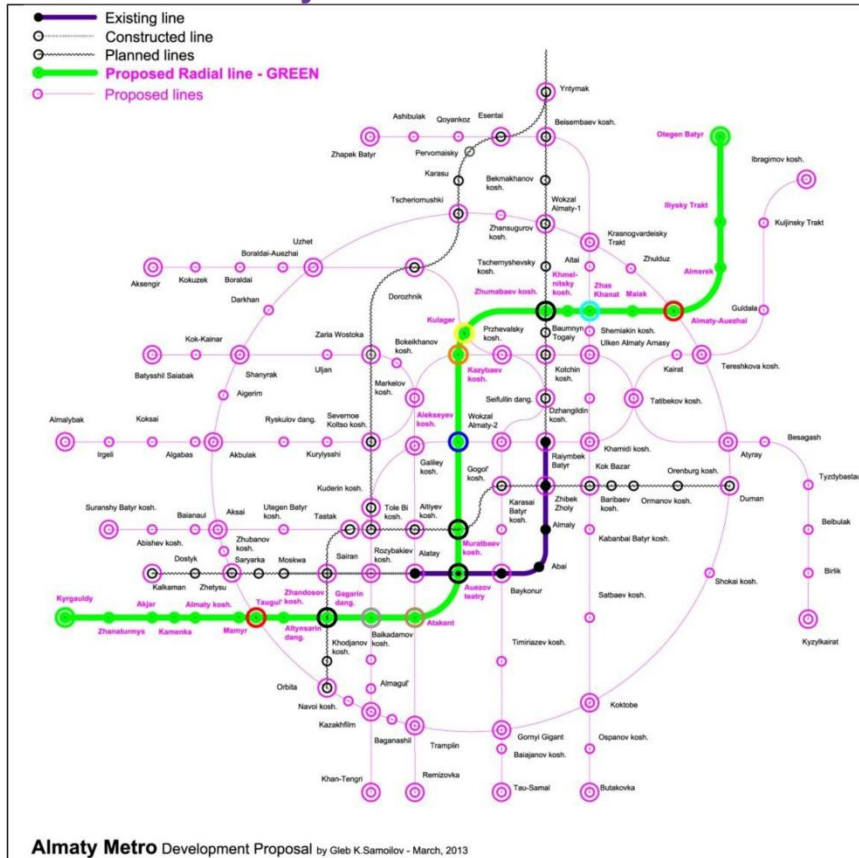 Existing line
Constructed line
Planned lines
Proposed Radial line - GREEN
Proposed lines
Yntymak
Ashibulak
Qoyankoz
Esentai
Beisembaev kosh.
Zhapek Batyr
Pervomaisky
Otegen Batyr
Ibragimov kosh.
Karasu
Bekmakhanov
kosh.
Tscheriomushki
Wokzal
Almaty-1
Zhansugurov
kosh.
Krasnogvardeisky
Trakt
Iliysky Trakt
Kuljinsky Trakt
Uzhet
Boraldai-Auezhai
Boraldai
Kokuzek
Aksengir
Tschernyshevsky
kosh.
Altai
Zhulduz
Almerek
Dorozhnik
Zhumabaev kosh.
Khmel-
nitsky
kosh.
Zhas
Khanat
Maiak
Darkhan
Almaty-Auezhai
Guldala
Kulager
Przhevalsky
kosh.
Baumnyn
Togaiy
Shemiakin kosh.
Ulken Almaty Arnasy
Zaria Wostoka
Bokeikhanov
kosh.
Kok-Kainar
Batysshil Saiabak
Shanyrak
Uljan
Kazybaev
kosh.
Kotchin
kosh.
Kairat
Tereshkova kosh.
Markelov
kosh.
Aigerim
Seifullin dang.
Dzhangildin
kosh.
Tatibekov kosh.
Almalybak
Koksai
Ryskulov dang.
Severnoe
Koltso kosh.
Alekseyev
kosh.
Wokzal
Almaty-2
Irgeli
Algabas
Akbulak
Kurylysshi
Galiley
kosh.
Gogol'
kosh.
Raiymbek
Batyr
Khamidi kosh.
Atyray
Besagash
Kok Bazar
Orenburg kosh.
Kuderin kosh.
Tyzdybastau
Suranshy Batyr kosh.
Aksai
Utegen Batyr
kosh.
Tastak
Tole Bi
kosh.
Altiyev
kosh.
Karasai
Batyr
kosh.
Zhibek
Zholy
Baribaev
kosh.
Ormanov kosh.
Duman
Baianaul
Abishev kosh.
Zhubanov
kosh.
Muratbaev
kosh.
Almaly
Kabanbai Batyr kosh.
Belbulak
Dostyk
Saryarka
Moskwa
Sairan
Rozybakiev
kosh.
Alatay
Abai
Kalkaman
Zhetysu
Zhandosov
kosh.
Gagarin
dang.
Auezov
teatry
Baykonur
Shokai kosh.
Birlik
Kyrgauldy
Akjar
Almaty kosh.
Taugul'
kosh.
Satbaev kosh.
Zhanaturmys
Kamenka
Mamyr
Altynsarin
dang.
Khodjanov
kosh.
Baikadamov
kosh.
Atakant
Kyzylkairat
Timiriazev kosh.
Orbita
Almagul'
Navoi kosh.
Kazakhfilm
Koktobe
Baganashil
Tramplin
Gornyi Gigant
Baiajanov kosh.
Ospanov kosh.
Khan-Tengri
Remizovka
Tau-Samal
Butakovka
Almaty Metro Development Proposal by Gleb K.Samoilov - March, 2013